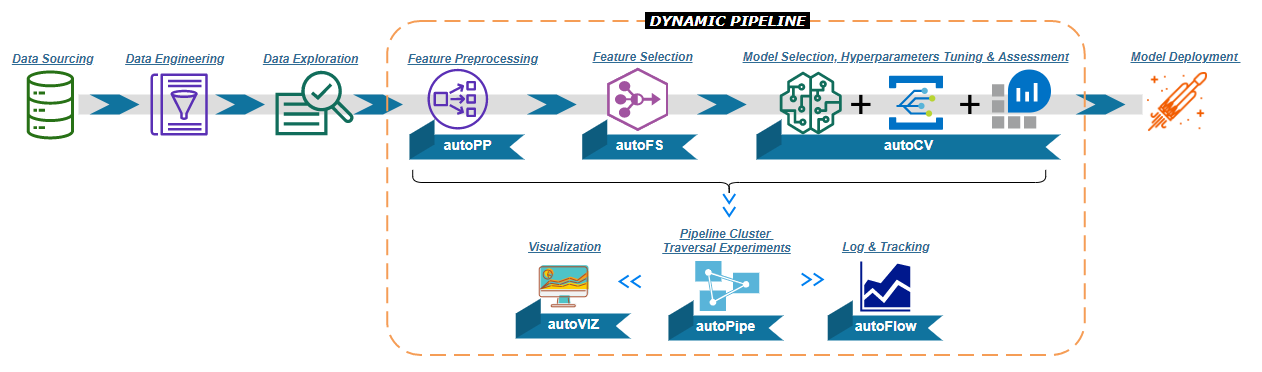 DYNAMIC PIPELINE
Data Sourcing
Data Engineering
Data Exploration
Feature Preprocessing
Feature Selection
Model Selection, Hyperparameters Tuning & Assessment
Model Deployment
autoPP
autoFS
autoCV
Visualization
Pipeline Cluster
Traversal Experiments
Log & Tracking
autoVIZ
autoPipe
autoFlow